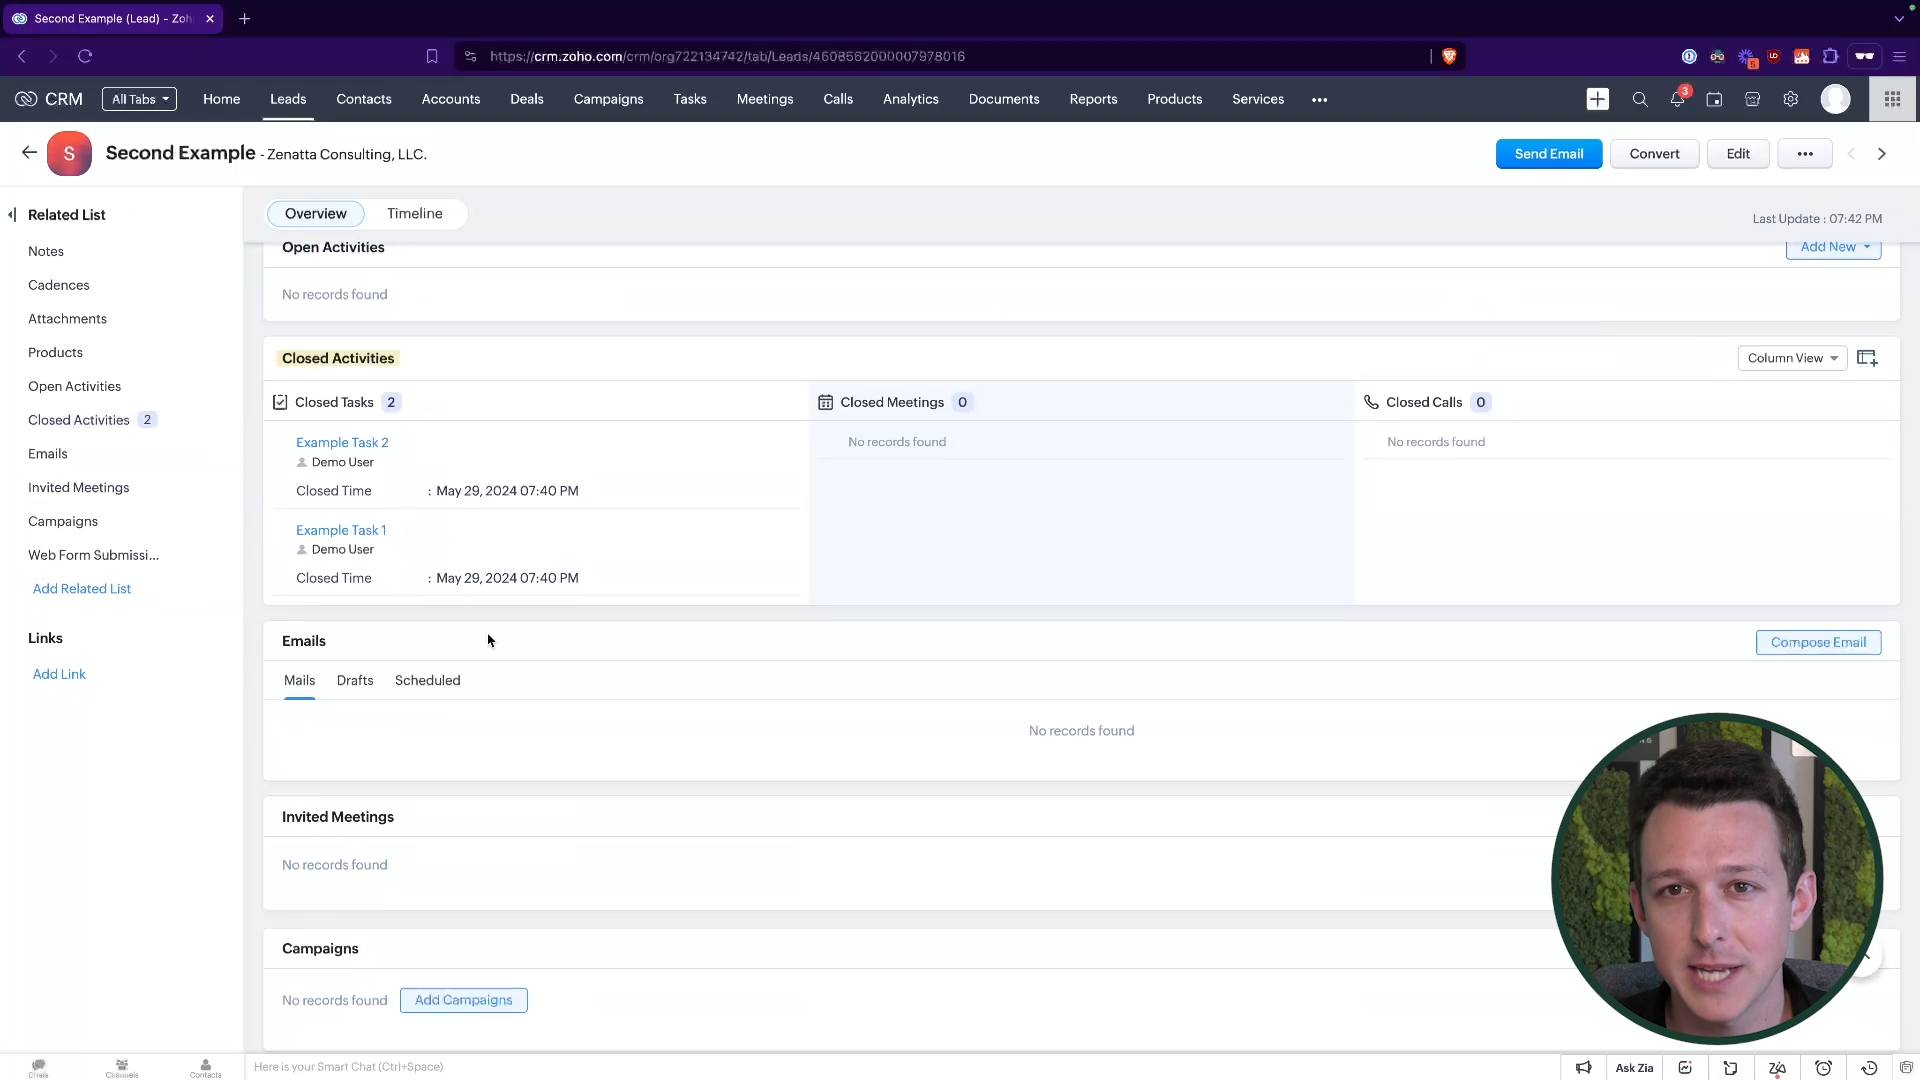 Second Example (Lead) - Zoh
https://crm.zoho.com/crm/org722134742/tab/Leads/4608562000007978016
5
CRM
All Tabs
Home
Leads
Contacts
Accounts
Deals
Campaigns
Tasks
Meetings
Calls
Analytics
Documents
Reports
Products
Services
3
S
Second Example - Zenatta Consulting, LLC.
Send Email
Convert
Edit
Related List
Notes
Cadences
Attachments
Products
Open Activities
Closed Activities 2
Emails
Invited Meetings
Campaigns
Web Form Submissi...
Add Related List
Links
Add Link
Overview
Timeline
Last Update : 07:42 PM
Open Activities
Add New
No records found
Closed Activities
Column View
Closed Tasks 2
Closed Meetings 0
Closed Calls 0
Example Task 2
Demo User
Closed Time : May 29, 2024 07:40 PM
Example Task 1
Demo User
Closed Time : May 29, 2024 07:40 PM
No records found
No records found
Emails
Compose Email
Mails
Drafts
Scheduled
No records found
Invited Meetings
No records found
Campaigns
No records found
Add Campaigns
Chats
Channels
Contacts
Here is your Smart Chat (Ctrl+Space)
Ask Zia